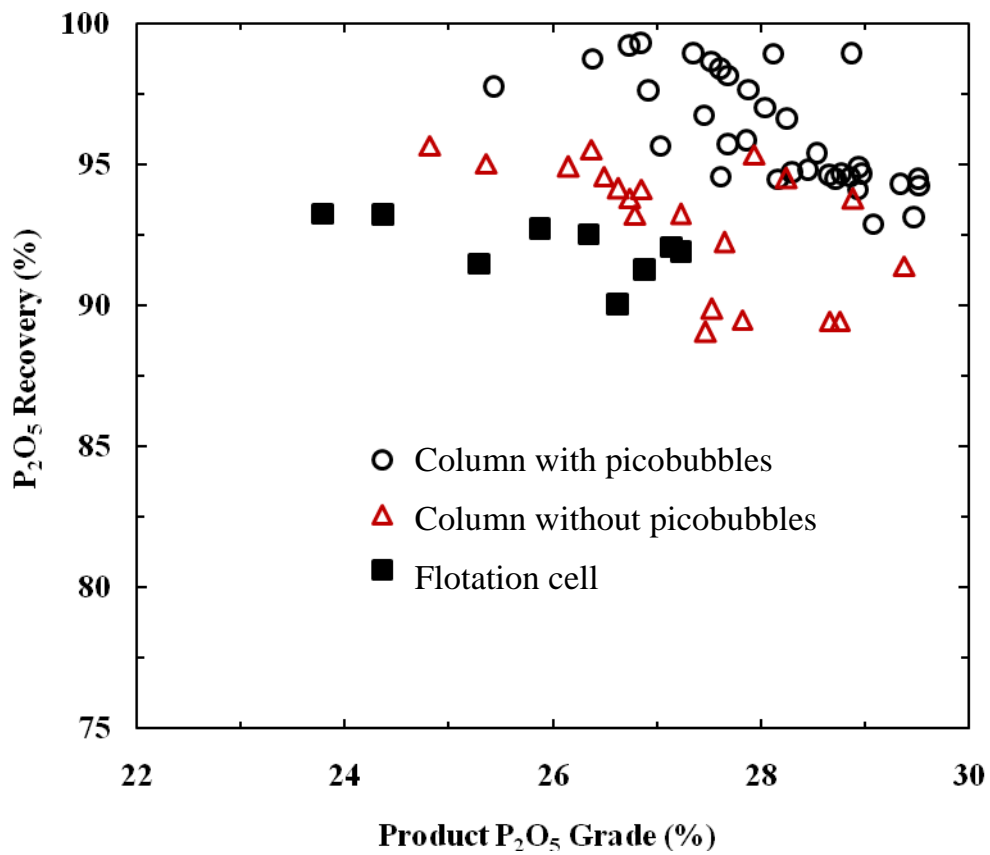 100
95
90
85
80
75
P₂O₅ Recovery (%)
Column with picobubbles
Column without picobubbles
Flotation cell
22 24 26 28 30
Product P₂O₅ Grade (%)